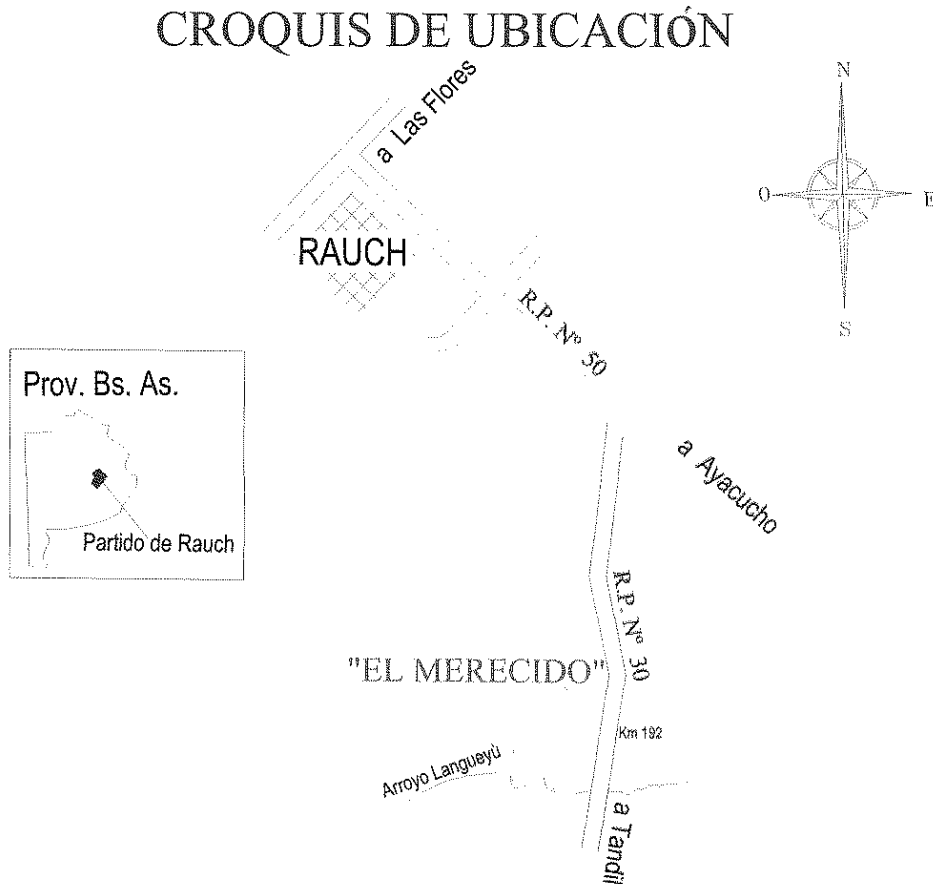 CROQUIS DE UBICACIÓN
a Las Flores
N
O
E
S
RAUCH
R.P. Nº 50
Prov. Bs. As.
Partido de Rauch
a Ayacucho
R.P. Nº 30
"EL MERECIDO"
Km 192
Arroyo Langueyú
a Tandil